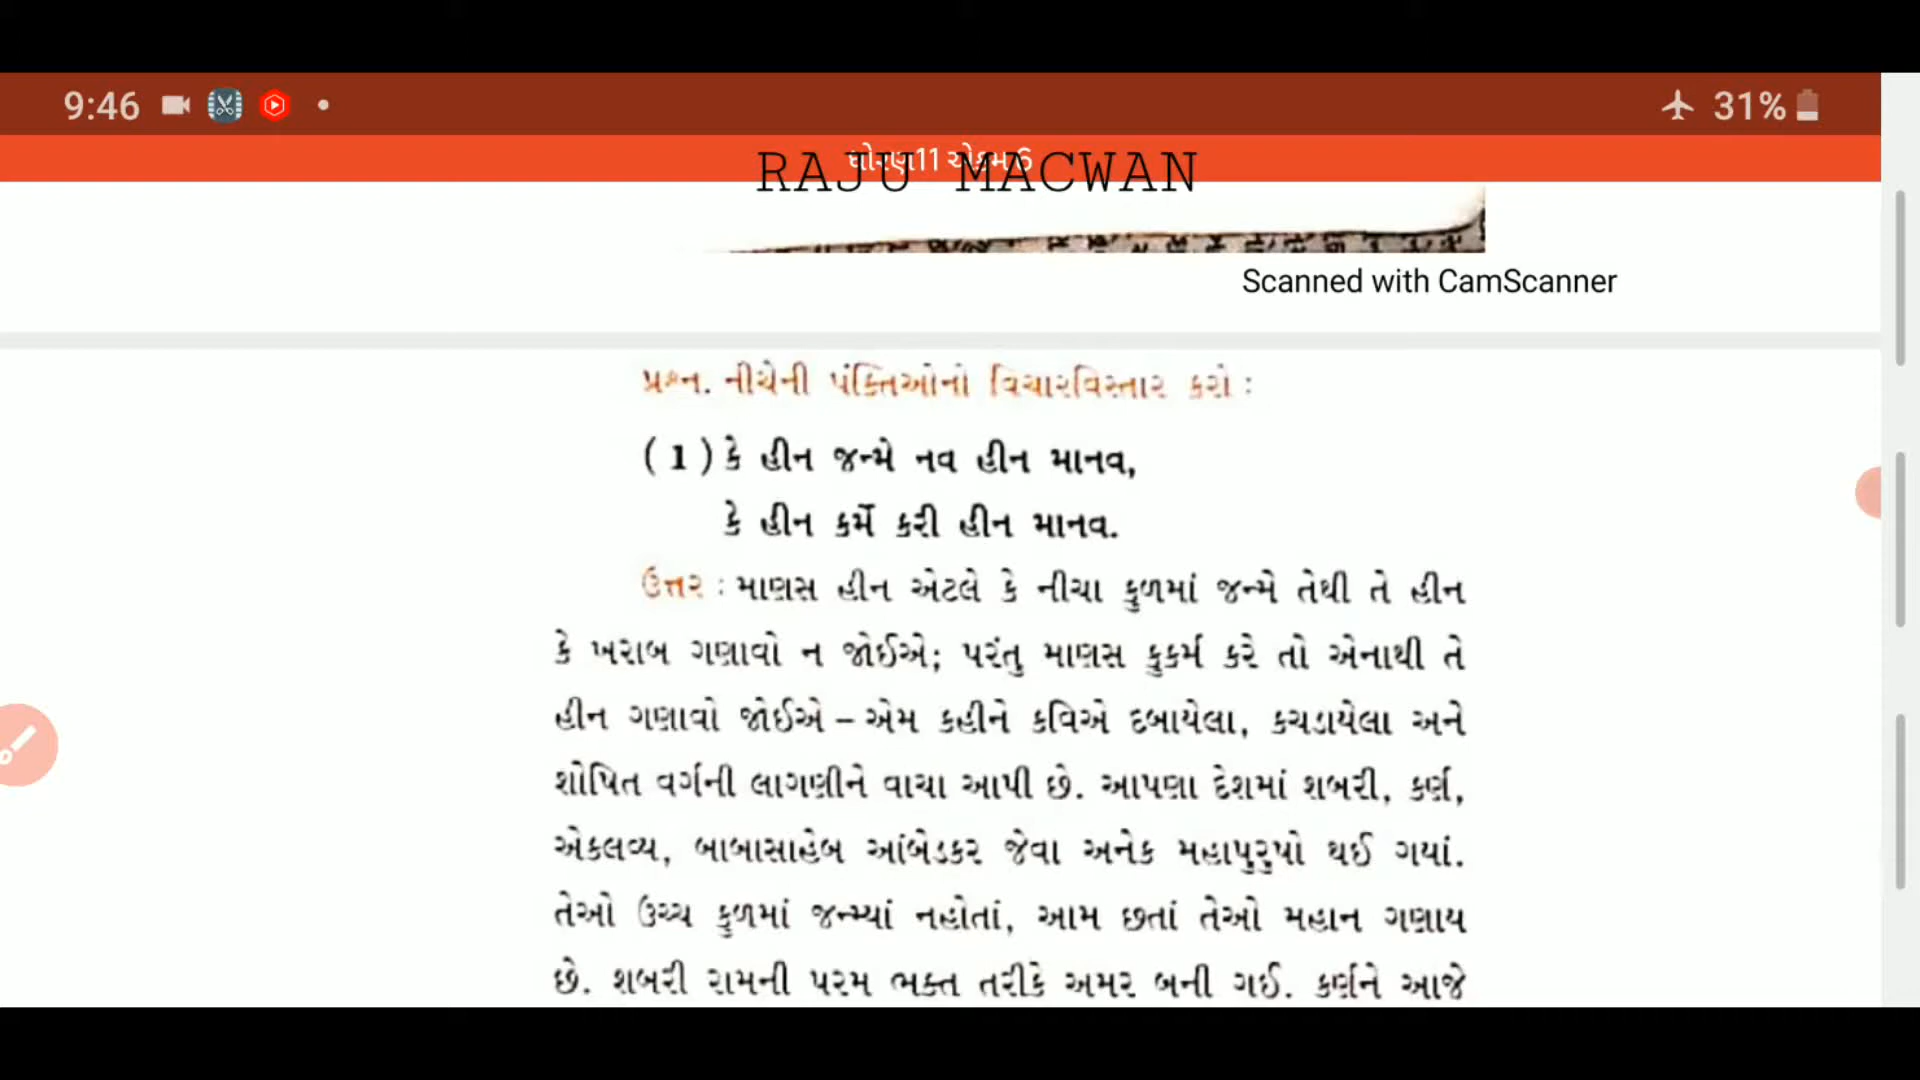 9:46
31%
ધોરણ11 એકમ 6
RAJU MACWAN
Scanned with CamScanner
પ્રશ્ન. નીચેની પંક્તિઓનો વિચારવિસ્તાર કરો :
(1) કે હીન જન્મે નવ હીન માનવ,
કે હીન કર્મે કરી હીન માનવ.
ઉત્તર : માણસ હીન એટલે કે નીચા કુળમાં જન્મે તેથી તે હીન
કે ખરાબ ગણાવો ન જોઈએ; પરંતુ માણસ કુકર્મ કરે તો એનાથી તે
હીન ગણાવો જોઈએ – એમ કહીને કવિએ દબાયેલા, કચડાયેલા અને
શોષિત વર્ગની લાગણીને વાચા આપી છે. આપણા દેશમાં શબરી, કર્ણ,
એકલવ્ય, બાબાસાહેબ આંબેડકર જેવા અનેક મહાપુરુષો થઈ ગયાં.
તેઓ ઉચ્ચ કુળમાં જન્મ્યાં નહોતાં, આમ છતાં તેઓ મહાન ગણાય
છે. શબરી રામની પરમ ભક્ત તરીકે અમર બની ગઈ. કર્ણને આજે